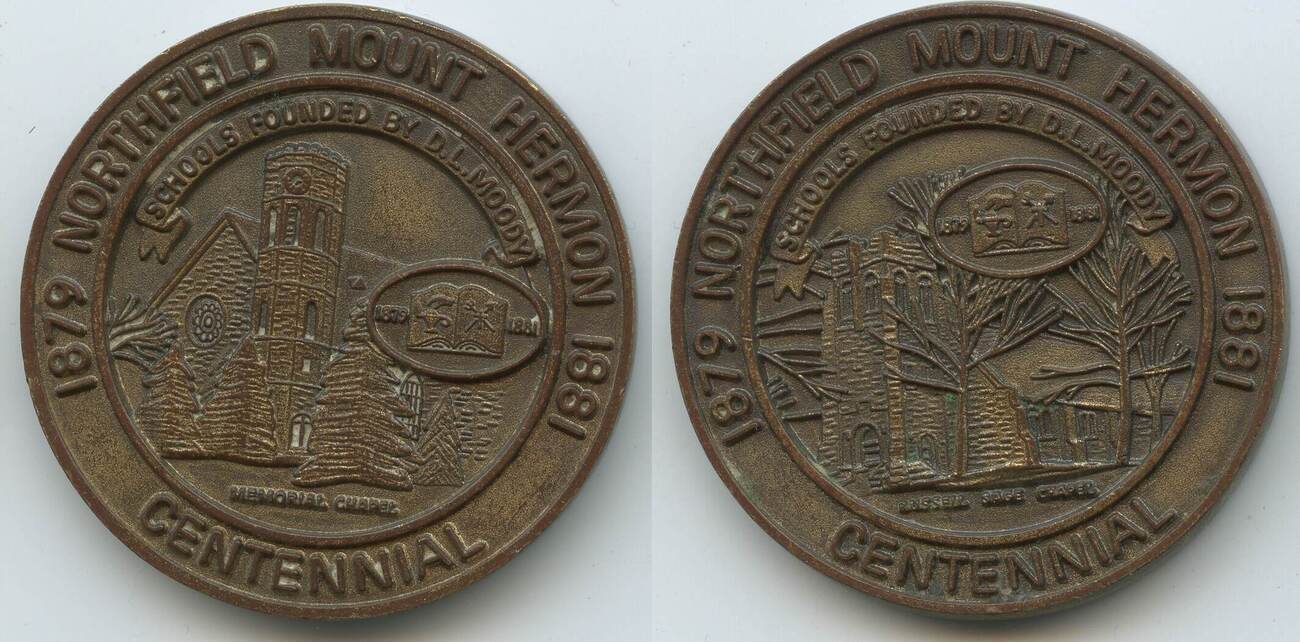 1879 NORTHFIELD MOUNT HERMON 1881
SCHOOLS FOUNDED BY D.L. MOODY
1879 1881
MEMORIAL CHAPEL
CENTENNIAL
1879 NORTHFIELD MOUNT HERMON 1881
SCHOOLS FOUNDED BY D.L. MOODY
1879 1881
RUSSELL SAGE CHAPEL
CENTENNIAL